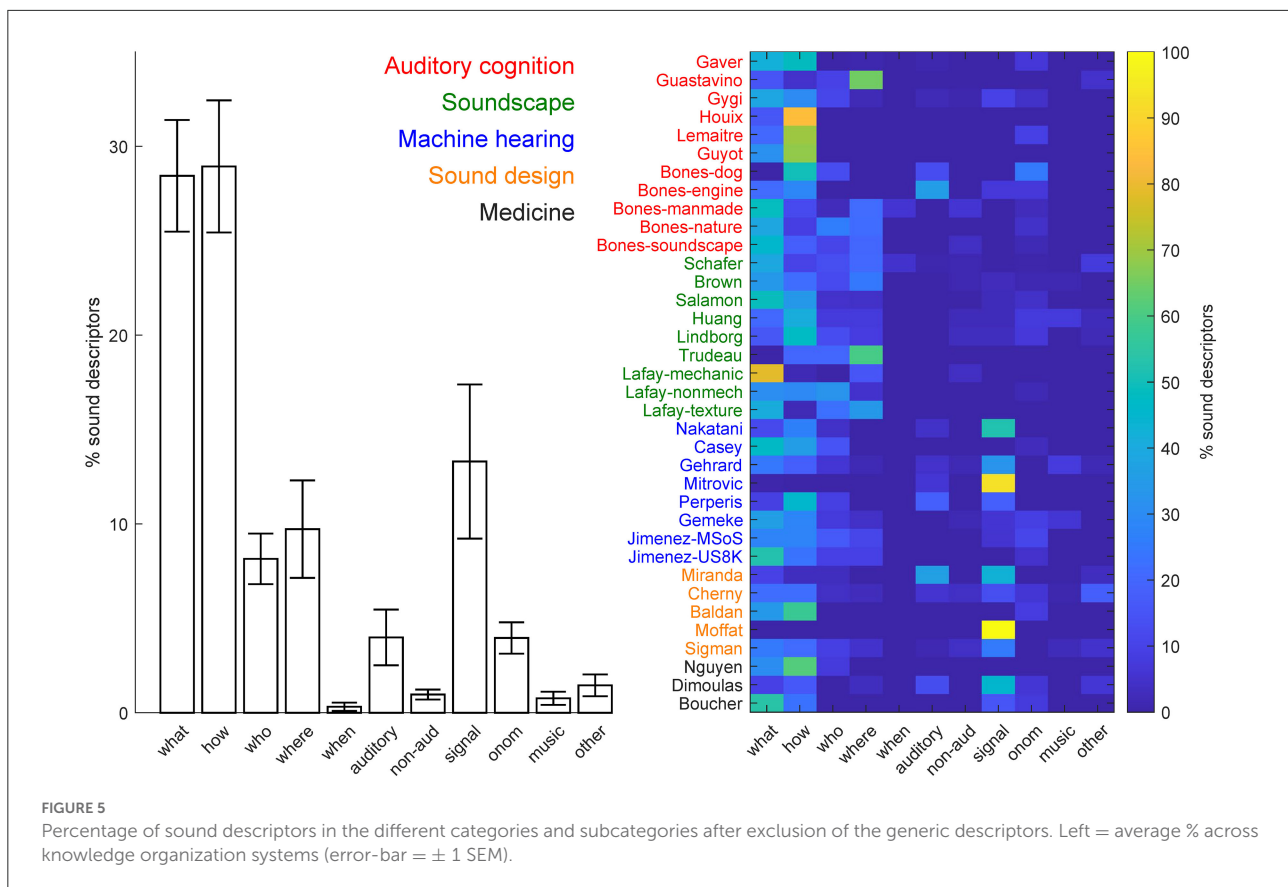 30
20
10
0
% sound descriptors
what
how
who
where
when
auditory
non-aud
signal
onom
music
other
Auditory cognition
Soundscape
Machine hearing
Sound design
Medicine
Gaver
Guastavino
Gygi
Houix
Lemaitre
Guyot
Bones-dog
Bones-engine
Bones-manmade
Bones-nature
Bones-soundscape
Schafer
Brown
Salamon
Huang
Lindborg
Trudeau
Lafay-mechanic
Lafay-nonmech
Lafay-texture
Nakatani
Casey
Gehrard
Mitrovic
Perperis
Gemeke
Jimenez-MSoS
Jimenez-US8K
Miranda
Cherny
Baldan
Moffat
Sigman
Nguyen
Dimoulas
Boucher
what
how
who
where
when
auditory
non-aud
signal
onom
music
other
100
90
80
70
60
50
40
30
20
10
0
% sound descriptors
FIGURE 5
Percentage of sound descriptors in the different categories and subcategories after exclusion of the generic descriptors. Left = average % across
knowledge organization systems (error-bar = ± 1 SEM).